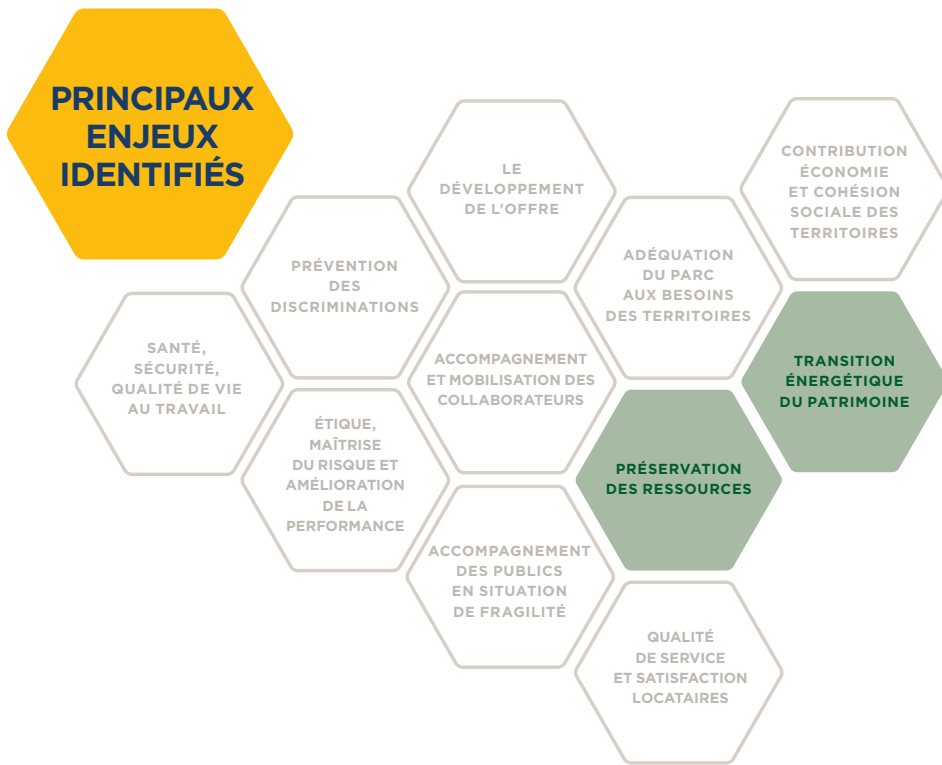 PRINCIPAUX
ENJEUX
IDENTIFIÉS
LE
DÉVELOPPEMENT
DE L'OFFRE
CONTRIBUTION
ÉCONOMIE
ET COHÉSION
SOCIALE DES
TERRITOIRES
PRÉVENTION
DES
DISCRIMINATIONS
ADÉQUATION
DU PARC
AUX BESOINS
DES TERRITOIRES
SANTÉ,
SÉCURITÉ,
QUALITÉ DE VIE
AU TRAVAIL
ACCOMPAGNEMENT
ET MOBILISATION DES
COLLABORATEURS
TRANSITION
ÉNERGÉTIQUE
DU PATRIMOINE
ÉTIQUE,
MAÎTRISE
DU RISQUE ET
AMÉLIORATION
DE LA
PERFORMANCE
PRÉSERVATION
DES RESSOURCES
ACCOMPAGNEMENT
DES PUBLICS
EN SITUATION
DE FRAGILITÉ
QUALITÉ
DE SERVICE
ET SATISFACTION
LOCATAIRES